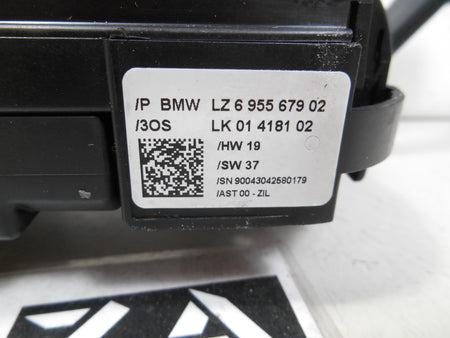 /P BMW LZ 6 955 679 02
/3OS LK 01 4181 02
/HW 19
/SW 37
/SN 90043042580179
/AST 00 - ZIL